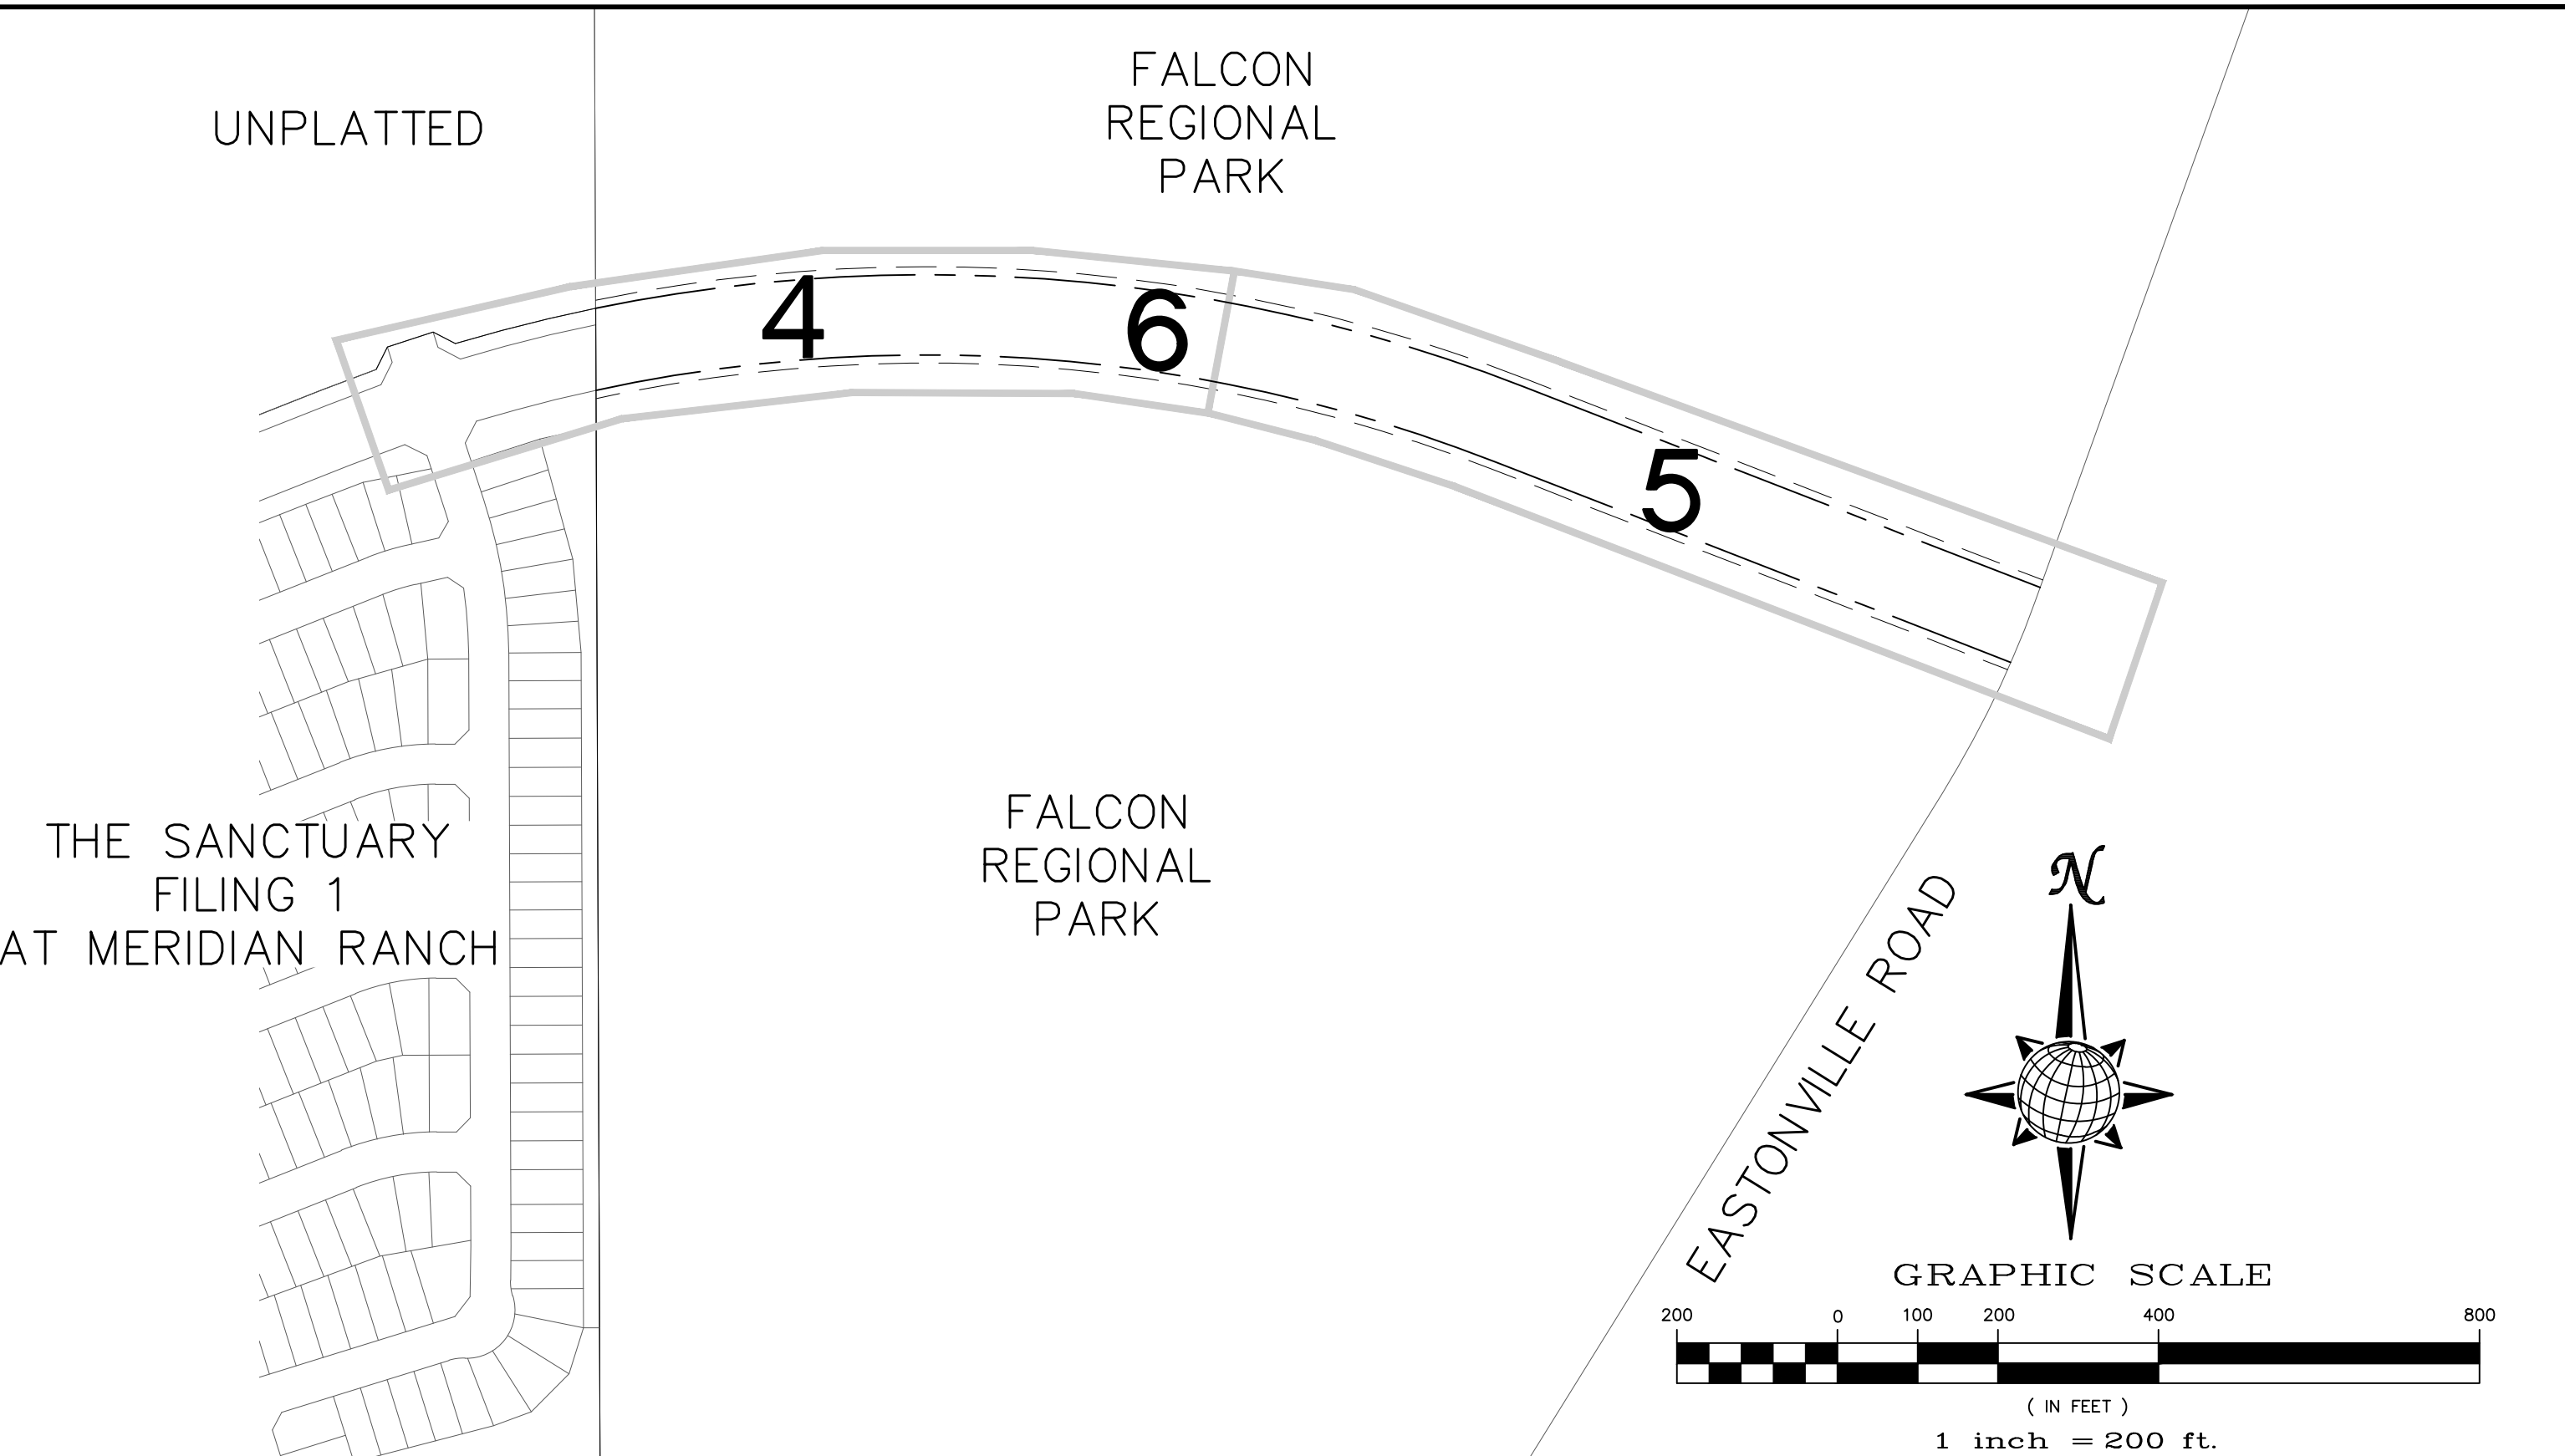 FALCON
REGIONAL
PARK
UNPLATTED
4
6
5
FALCON
REGIONAL
PARK
THE SANCTUARY
FILING 1
AT MERIDIAN RANCH
EASTONVILLE ROAD
N
GRAPHIC SCALE
200 0 100 200 400 800
( IN FEET )
1 inch = 200 ft.